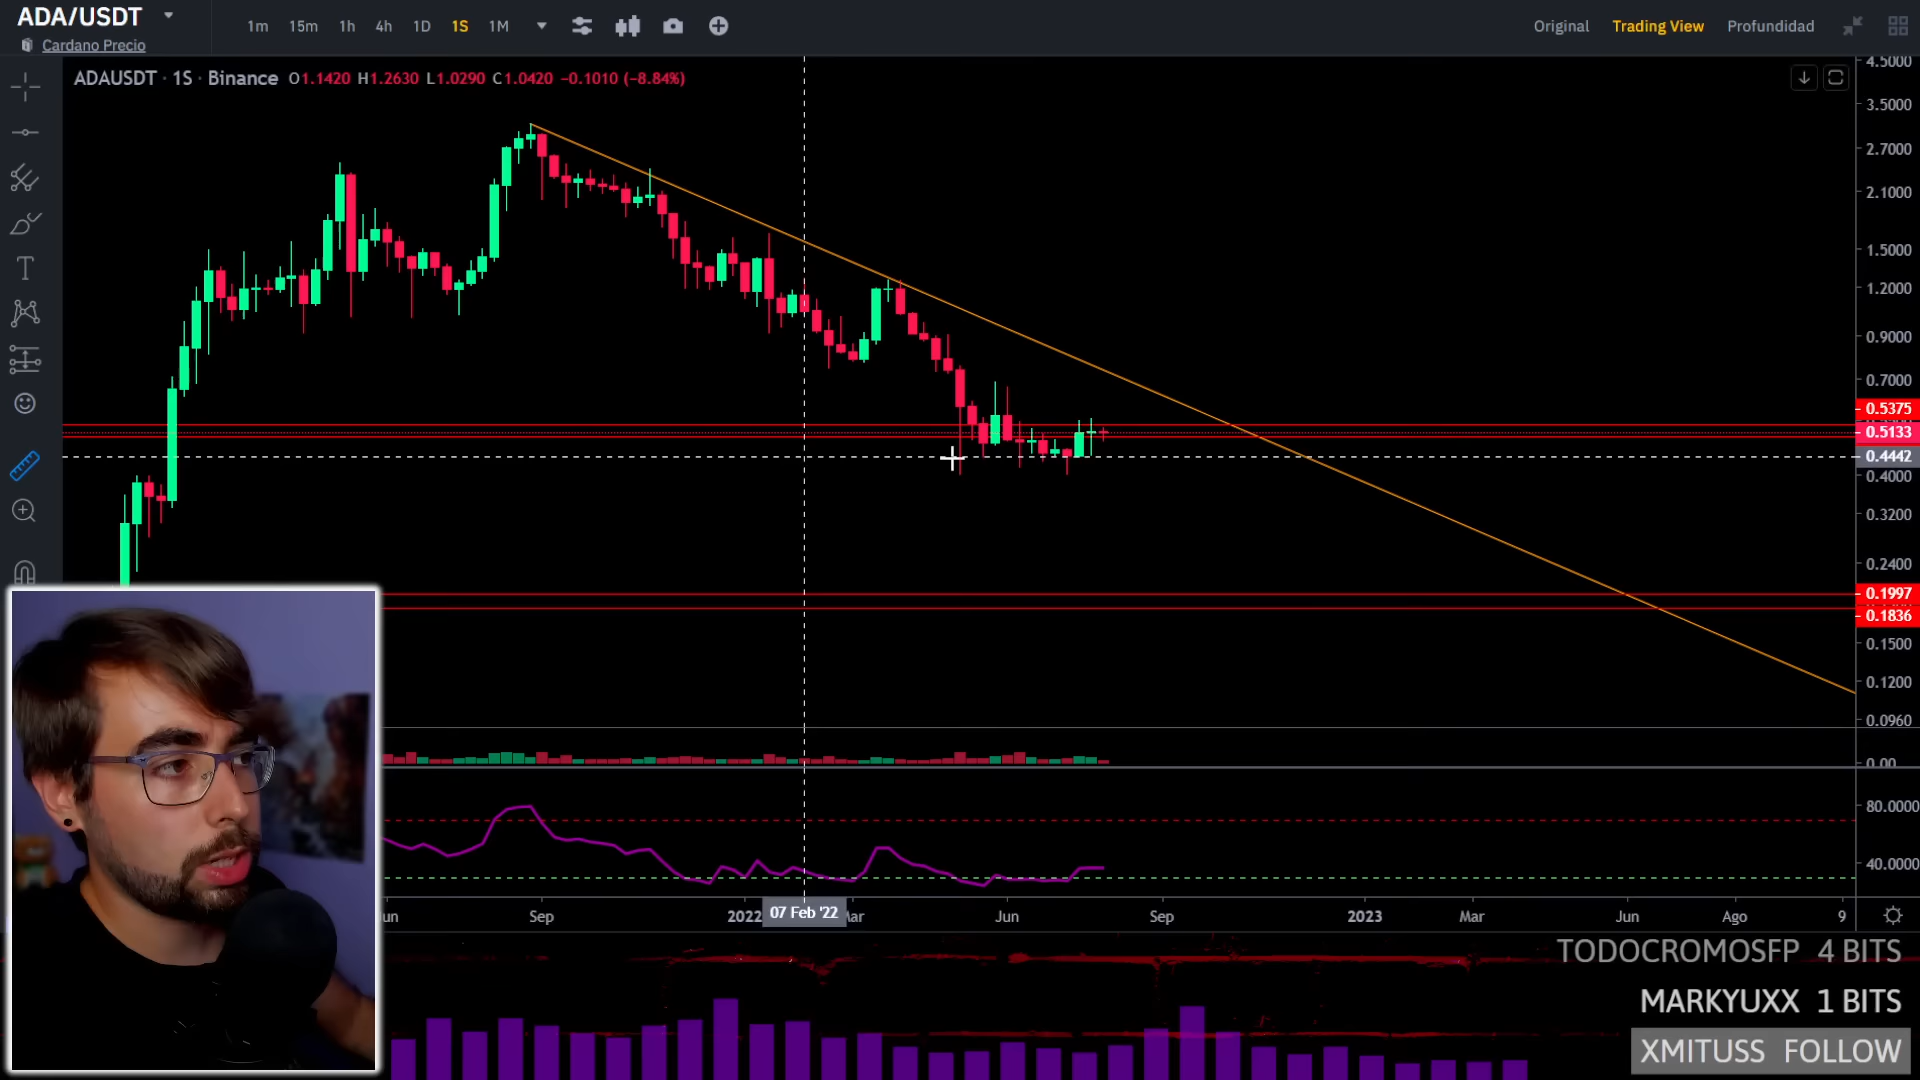 ADA/USDT
Cardano Precio
1m 15m 1h 4h 1D 1S 1M
Original Trading View Profundidad
ADAUSDT · 1S · Binance O1.1420 H1.2630 L1.0290 C1.0420 −0.1010 (−8.84%)
4.5000
3.5000
2.7000
2.1000
1.5000
1.2000
0.9000
0.7000
0.5375
0.5133
0.4442
0.4000
0.3200
0.2400
0.1997
0.1836
0.1500
0.1200
0.0960
0.00
80.0000
40.0000
un Sep 2022 07 Feb '22 Mar Jun Sep 2023 Mar Jun Ago 9
TODOCROMOSFP 4 BITS
MARKYUXX 1 BITS
XMITUSS FOLLOW